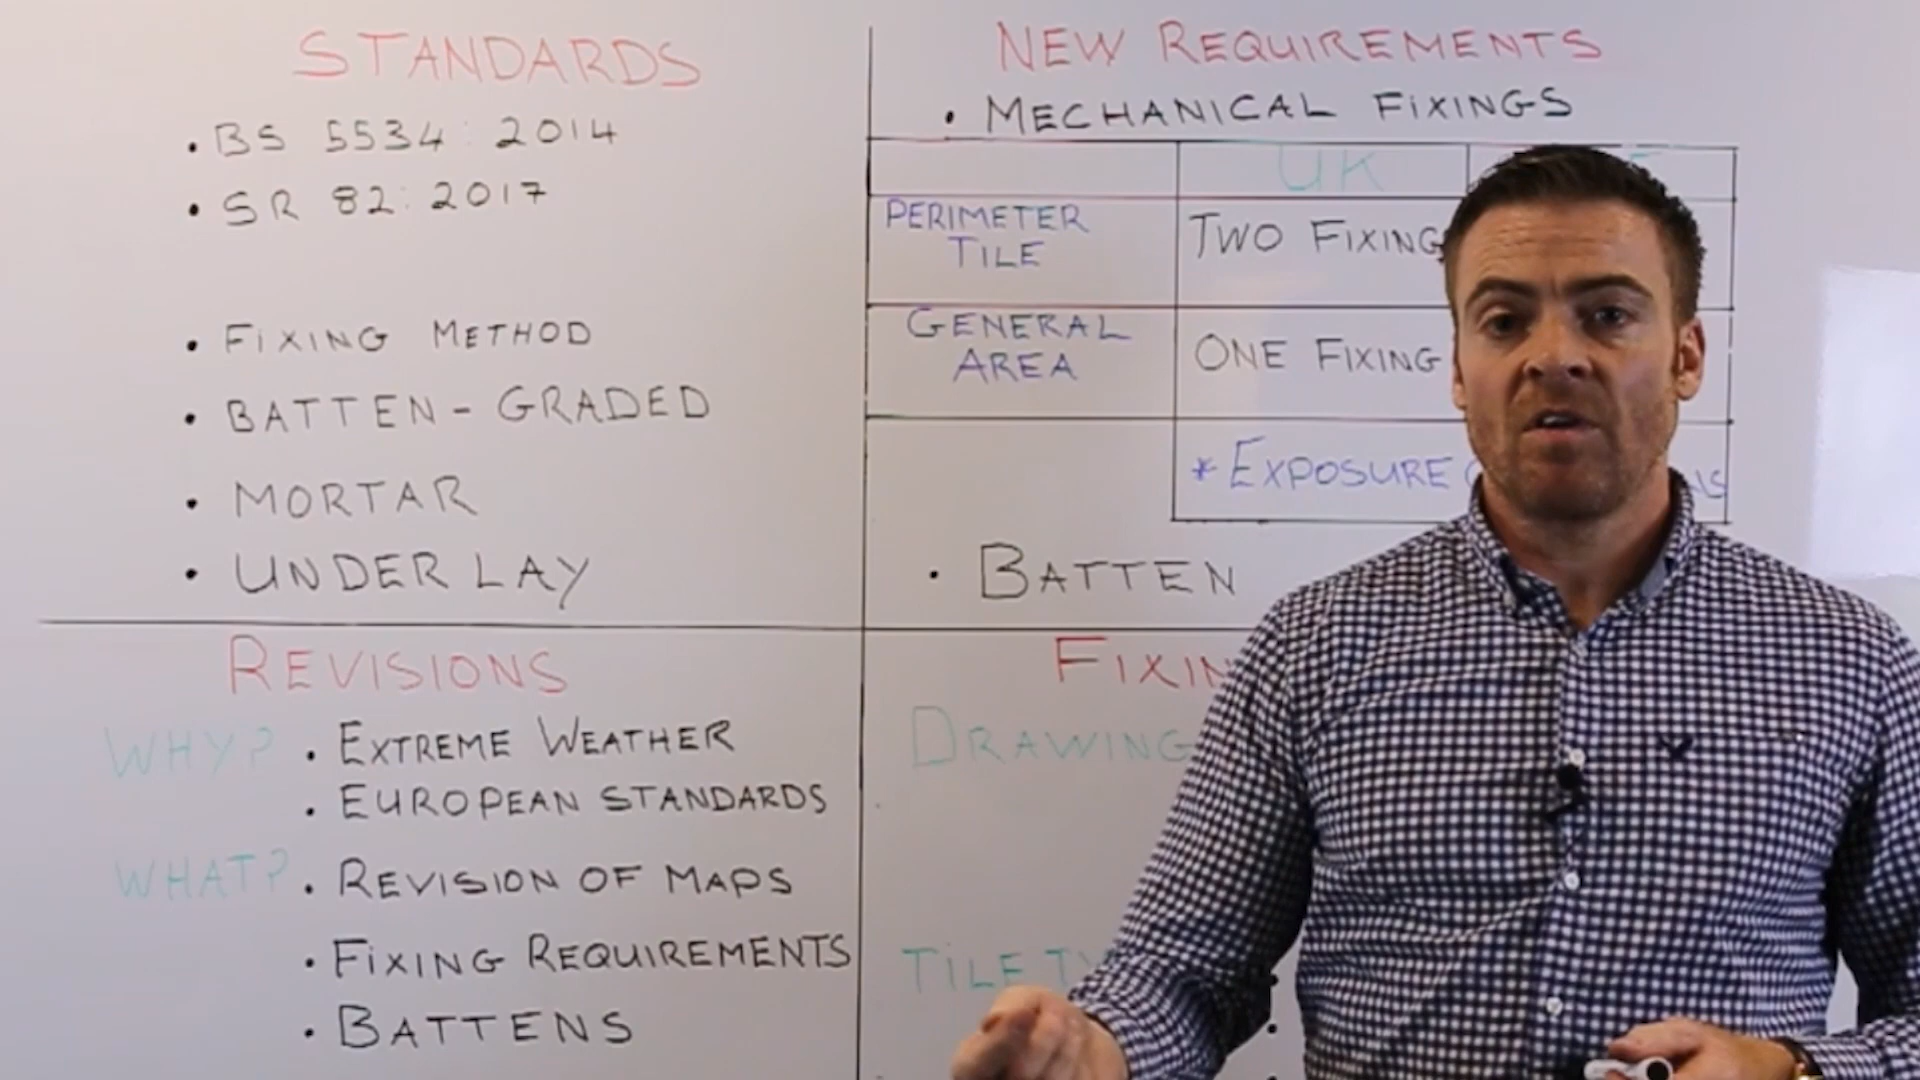 STANDARDS
• BS 5534: 2014
• SR 82: 2017
• FIXING METHOD
• BATTEN - GRADED
• MORTAR
• UNDERLAY
NEW REQUIREMENTS
• MECHANICAL FIXINGS
UK
PERIMETER
TILE
TWO FIXING
GENERAL
AREA
ONE FIXING
* EXPOSURE
• BATTEN
REVISIONS
WHY? • EXTREME WEATHER
• EUROPEAN STANDARDS
WHAT? • REVISION OF MAPS
• FIXING REQUIREMENTS
• BATTENS
DRAWING
TILE